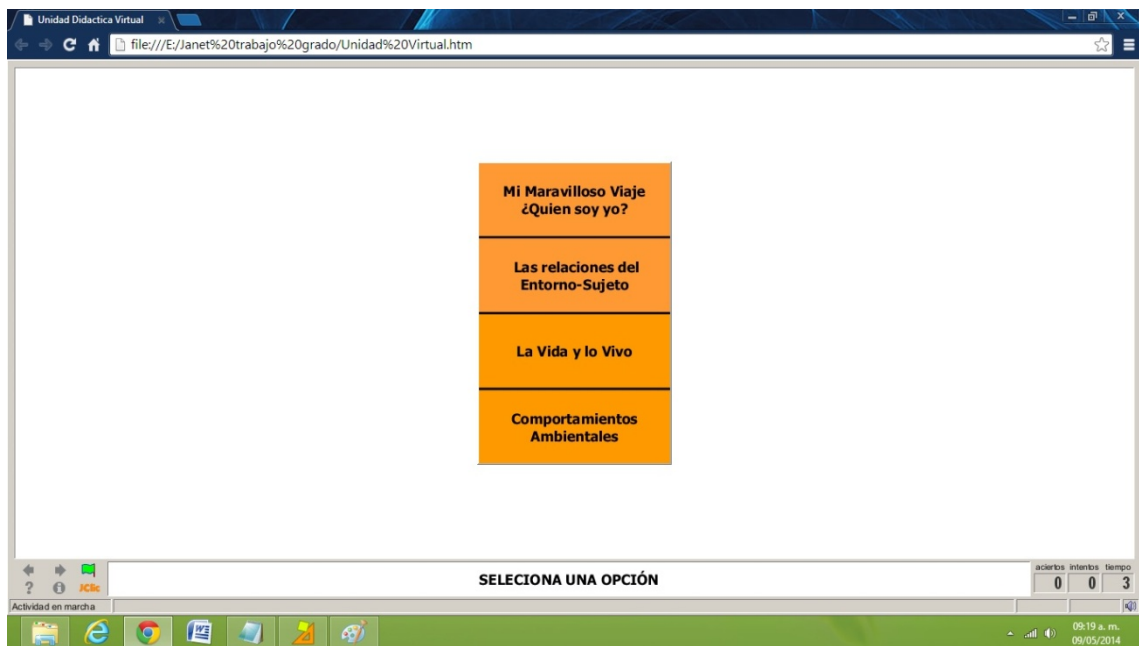 Unidad Didactica Virtual
file:///E:/Janet%20trabajo%20grado/Unidad%20Virtual.htm
Mi Maravilloso Viaje
¿Quien soy yo?
Las relaciones del
Entorno-Sujeto
La Vida y lo Vivo
Comportamientos
Ambientales
JClic
SELECIONA UNA OPCIÓN
aciertos intentos tiempo
0 0 3
Actividad en marcha
09:19 a. m.
09/05/2014